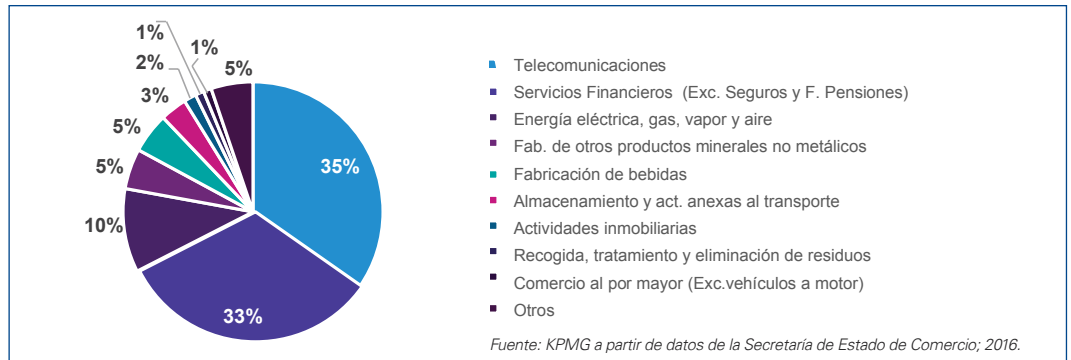 1%
1%
2%
5%
3%
5%
5%
10%
35%
33%
Telecomunicaciones
Servicios Financieros (Exc. Seguros y F. Pensiones)
Energía eléctrica, gas, vapor y aire
Fab. de otros productos minerales no metálicos
Fabricación de bebidas
Almacenamiento y act. anexas al transporte
Actividades inmobiliarias
Recogida, tratamiento y eliminación de residuos
Comercio al por mayor (Exc.vehículos a motor)
Otros
Fuente: KPMG a partir de datos de la Secretaría de Estado de Comercio; 2016.